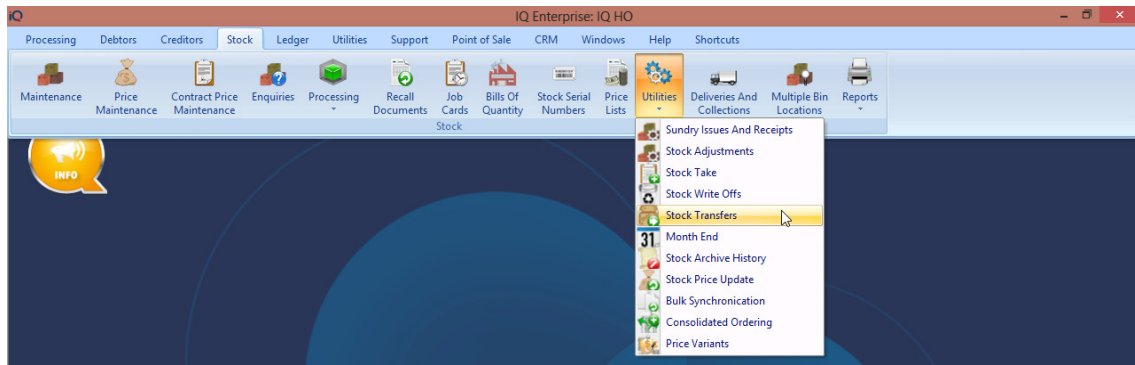 iQ IQ Enterprise: IQ HO
Processing Debtors Creditors Stock Ledger Utilities Support Point of Sale CRM Windows Help Shortcuts
Maintenance Price Contract Price Enquiries Processing Recall Job Bills Of Stock Serial Price Utilities Deliveries And Multiple Bin Reports
Maintenance Maintenance Documents Cards Quantity Numbers Lists Collections Locations
Stock
INFO
Sundry Issues And Receipts
Stock Adjustments
Stock Take
Stock Write Offs
Stock Transfers
31 Month End
Stock Archive History
Stock Price Update
Bulk Synchronication
Consolidated Ordering
Price Variants